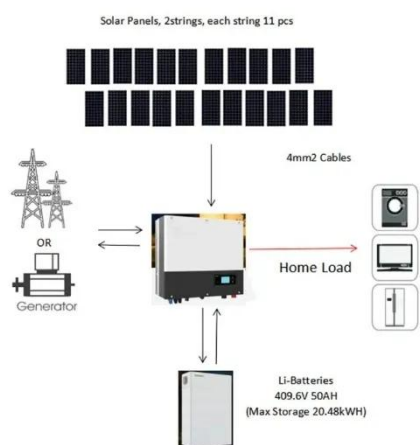 Solar Panels, 2strings, each string 11 pcs
4mm2 Cables
OR
Generator
Home Load
Li-Batteries
409.6V 50AH
(Max Storage 20.48kWH)